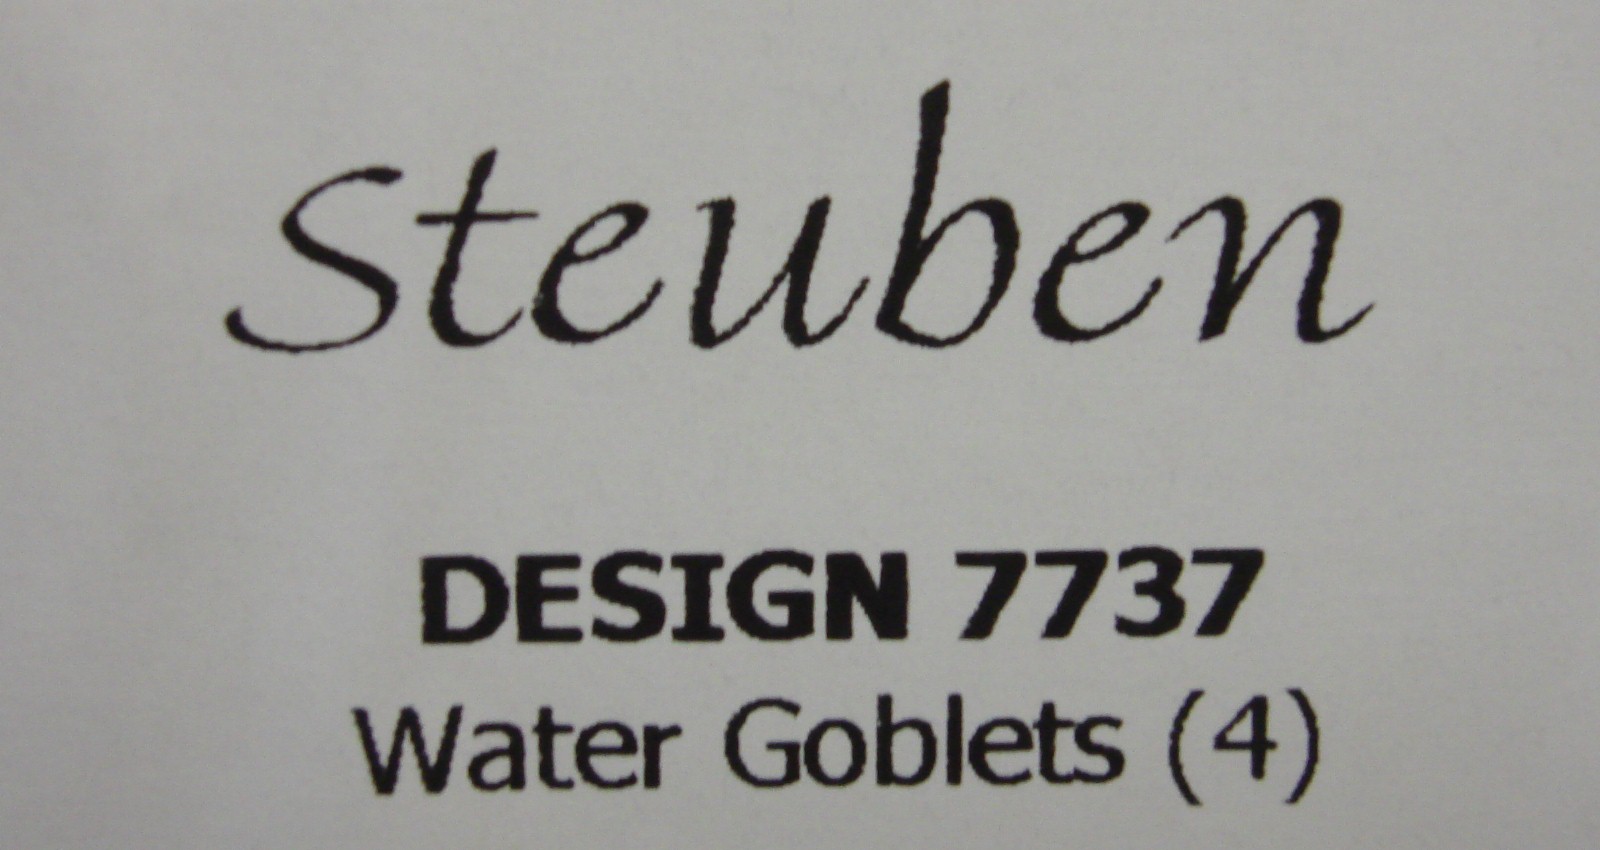 Steuben
DESIGN 7737
Water Goblets (4)